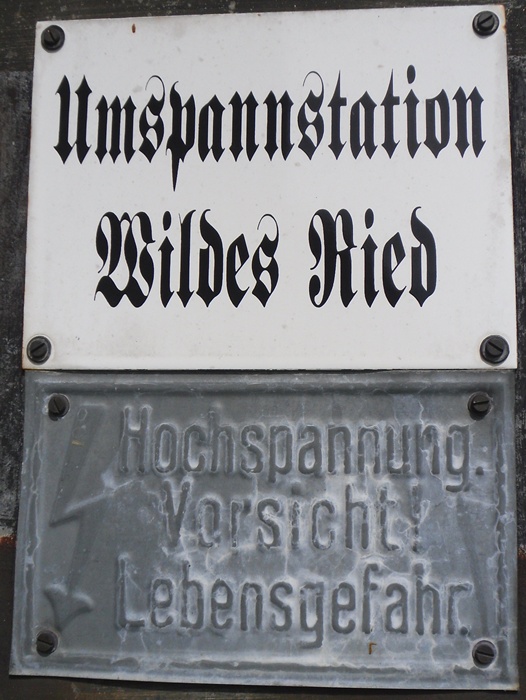 Umspannstation
Wildes Ried
Hochspannung.
Vorsicht!
Lebensgefahr.